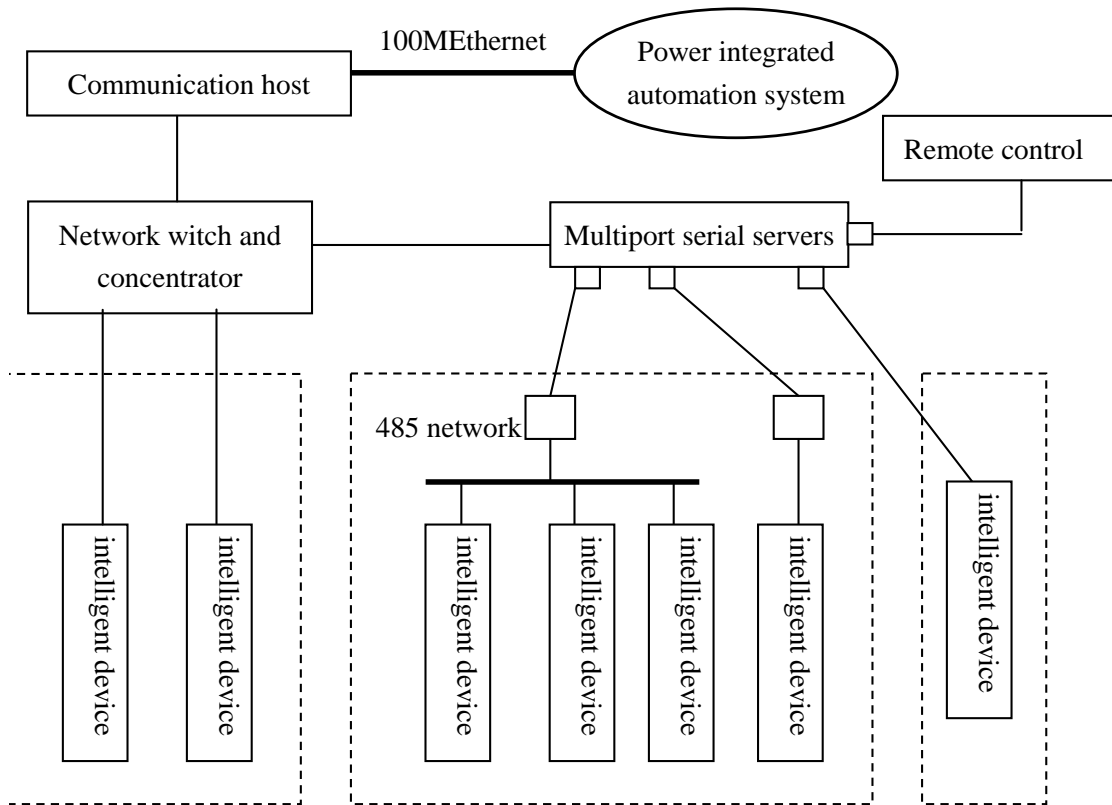 100MEthernet
Power integrated
automation system
Communication host
Remote control
Network witch and
concentrator
Multiport serial servers
485 network
intelligent device
intelligent device
intelligent device
intelligent device
intelligent device
intelligent device
intelligent device